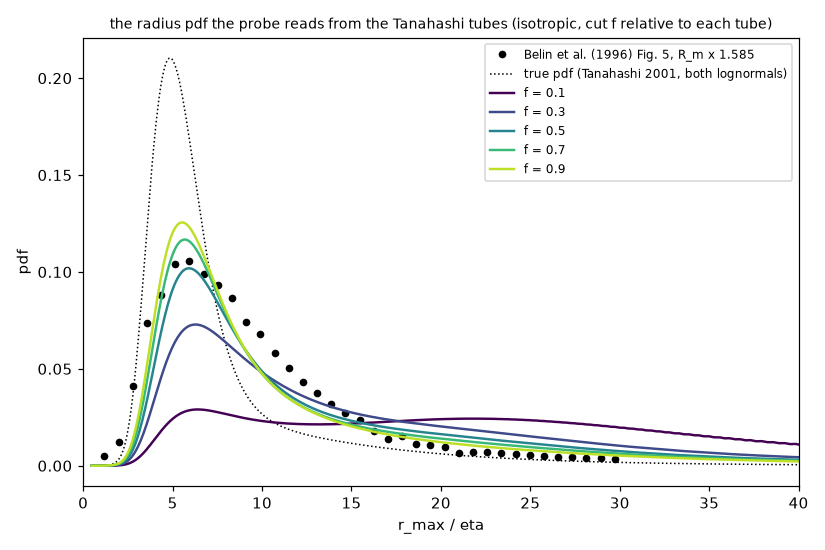 the radius pdf the probe reads from the Tanahashi tubes (isotropic, cut f relative to each tube)
Belin et al. (1996) Fig. 5, R_m x 1.585
true pdf (Tanahashi 2001, both lognormals)
f = 0.1
f = 0.3
f = 0.5
f = 0.7
f = 0.9
pdf
0.20
0.15
0.10
0.05
0.00
0 5 10 15 20 25 30 35 40
r_max / eta